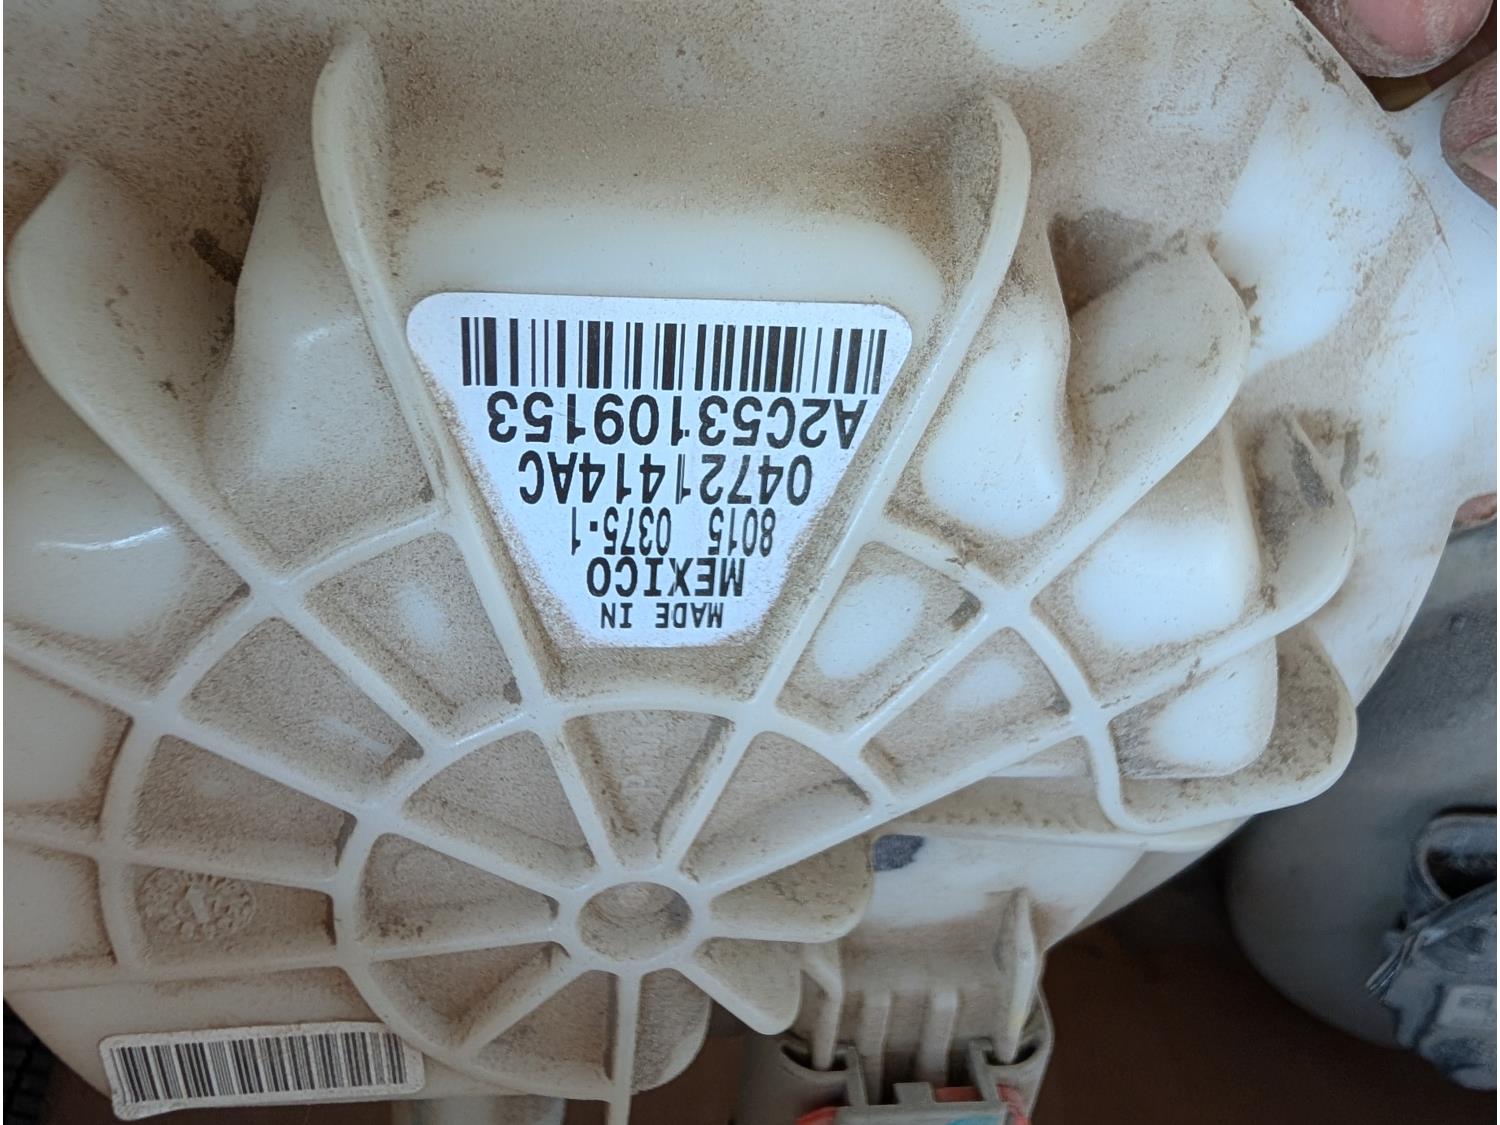 A2C53109153
04721414AC
8015 0375-1
MEXICO
MADE IN